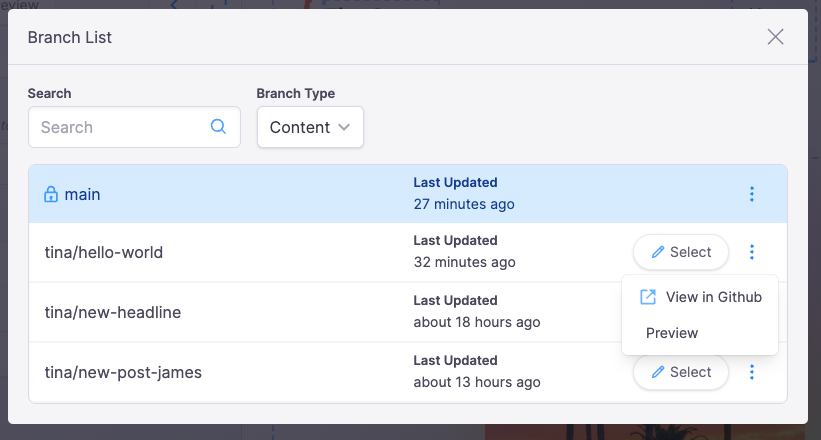 review
Branch List
Search
Branch Type
Search
Content
main
Last Updated
27 minutes ago
tina/hello-world
Last Updated
32 minutes ago
Select
View in Github
Preview
tina/new-headline
Last Updated
about 18 hours ago
tina/new-post-james
Last Updated
about 13 hours ago
Select